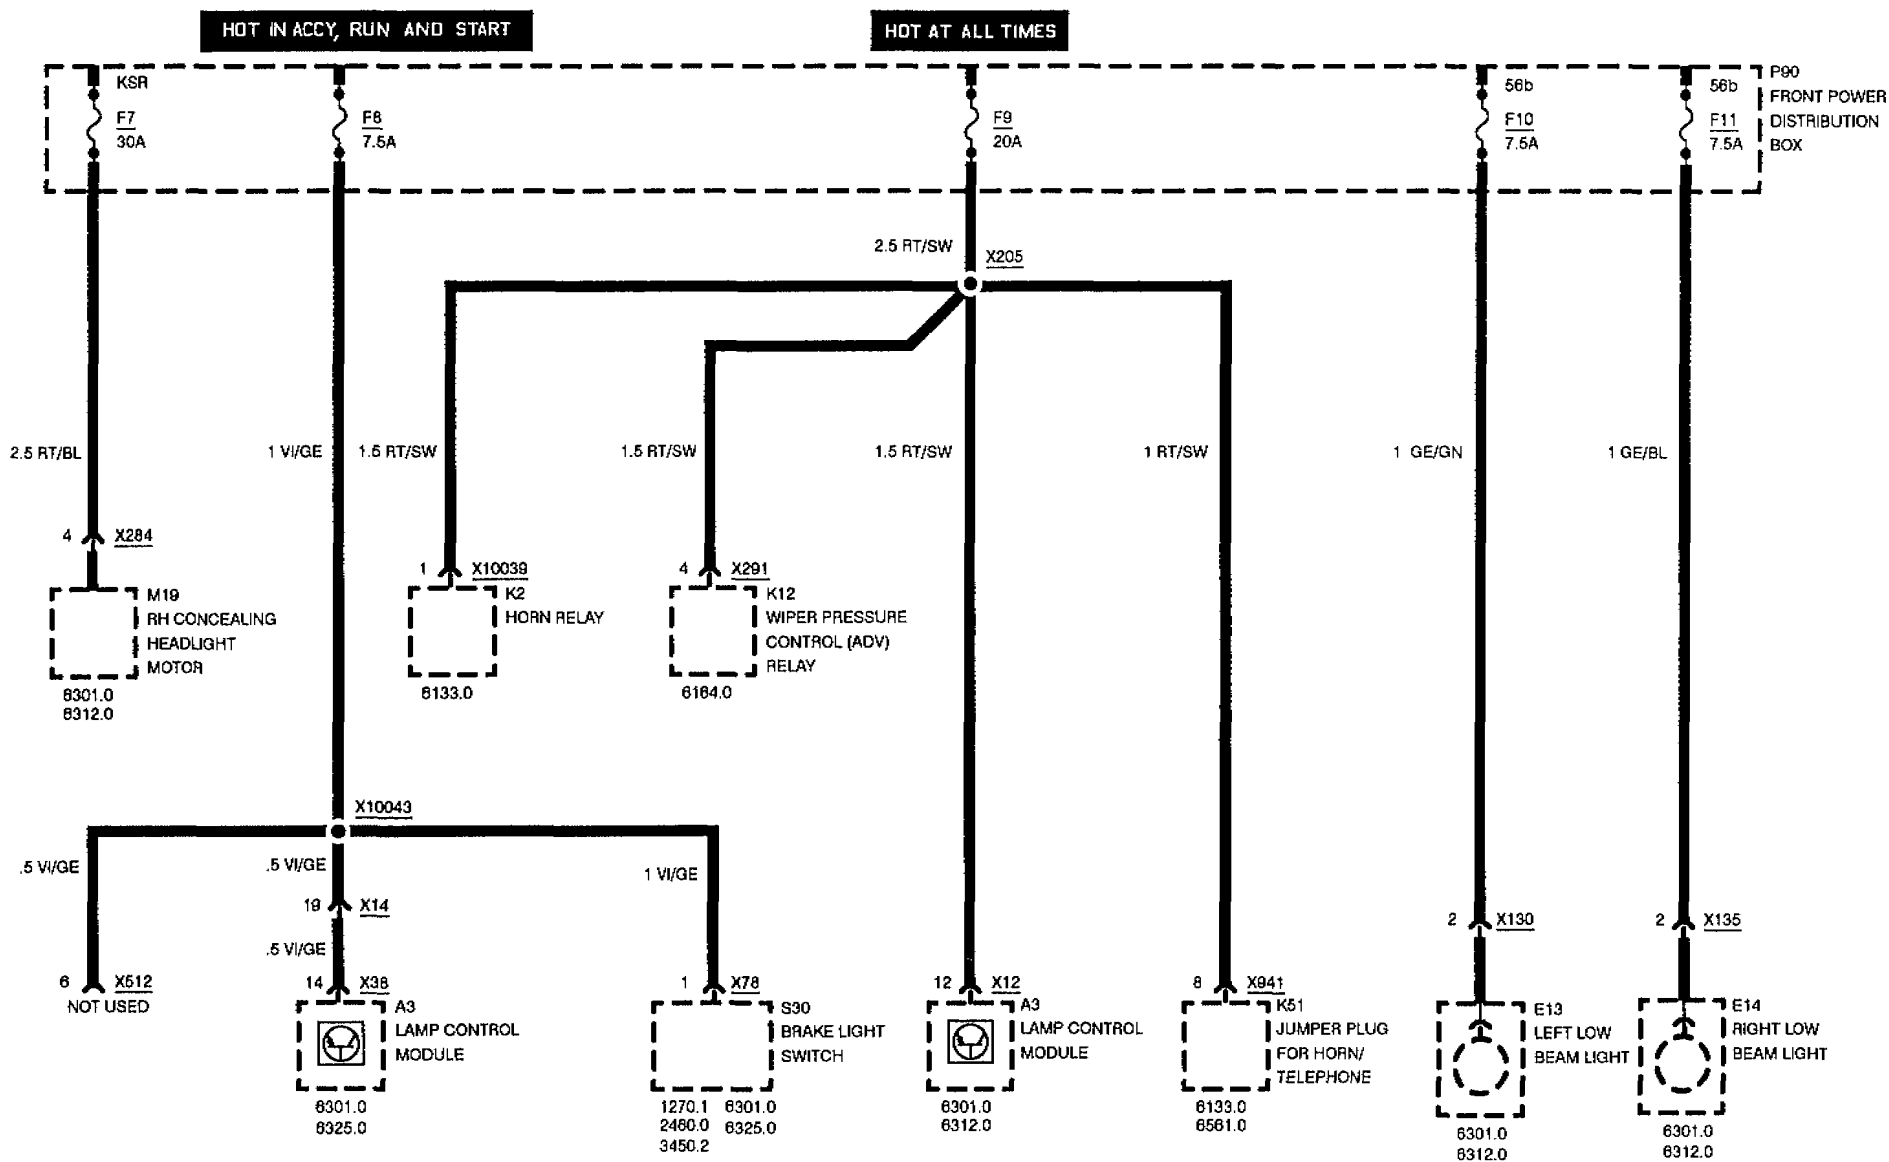 HOT IN ACCY, RUN AND START
HOT AT ALL TIMES
KSR
F7
30A
F8
7.5A
F9
20A
56b
F10
7.5A
56b
F11
7.5A
P90
FRONT POWER
DISTRIBUTION
BOX
2.5 RT/SW
X205
2.5 RT/BL
1 VI/GE
1.5 RT/SW
1.5 RT/SW
1.5 RT/SW
1 RT/SW
1 GE/GN
1 GE/BL
4 X284
M19
RH CONCEALING
HEADLIGHT
MOTOR
6301.0
6312.0
1 X10039
K2
HORN RELAY
6133.0
4 X291
K12
WIPER PRESSURE
CONTROL (ADV)
RELAY
6164.0
X10043
.5 VI/GE
.5 VI/GE
1 VI/GE
19 X14
.5 VI/GE
6 X512
NOT USED
14 X38
A3
LAMP CONTROL
MODULE
6301.0
6325.0
1 X78
S30
BRAKE LIGHT
SWITCH
1270.1 6301.0
2460.0 6325.0
3450.2
12 X12
A3
LAMP CONTROL
MODULE
6301.0
6312.0
8 X941
K51
JUMPER PLUG
FOR HORN/
TELEPHONE
6133.0
6561.0
2 X130
E13
LEFT LOW
BEAM LIGHT
6301.0
6312.0
2 X135
E14
RIGHT LOW
BEAM LIGHT
6301.0
6312.0